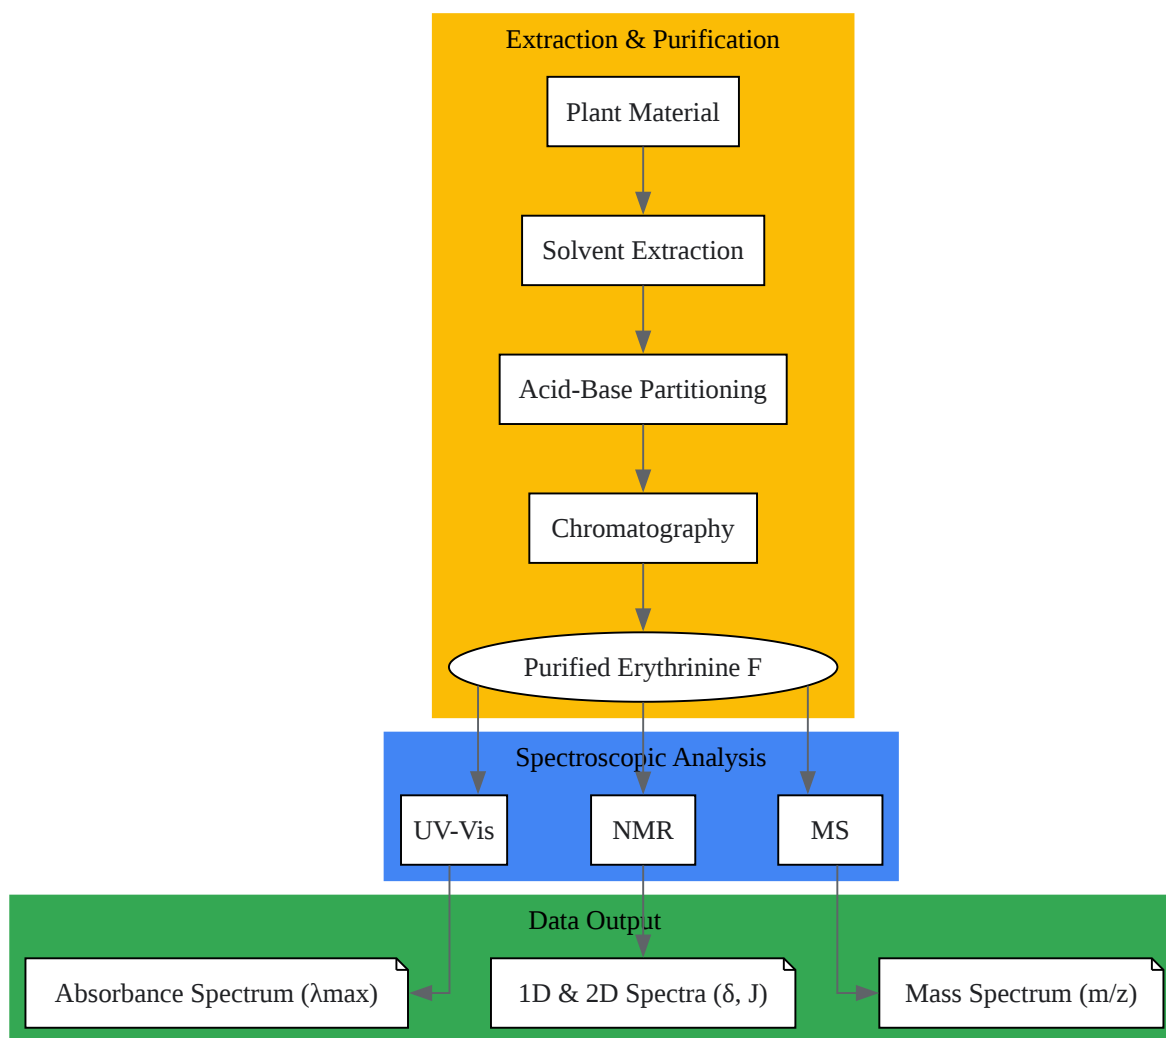 Extraction & Purification
Plant Material
Solvent Extraction
Acid-Base Partitioning
Chromatography
Purified Erythrinine F
Spectroscopic Analysis
UV-Vis
NMR
MS
Data Output
Absorbance Spectrum (λmax)
1D & 2D Spectra (δ, J)
Mass Spectrum (m/z)